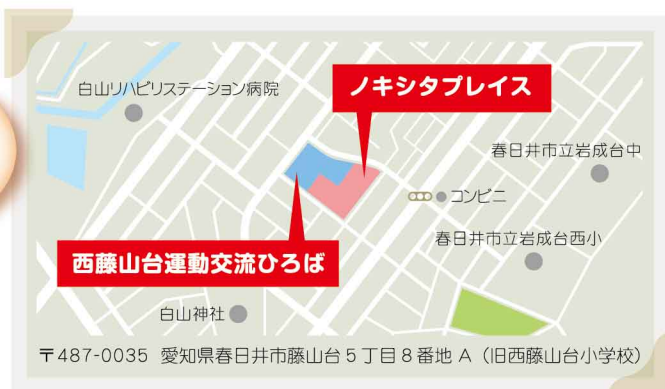 白山リハビリステーション病院
ノキシタプレイス
春日井市立岩成台中
コンビニ
春日井市立岩成台西小
西藤山台運動交流ひろば
白山神社
〒487-0035 愛知県春日井市藤山台5丁目8番地A（旧西藤山台小学校）